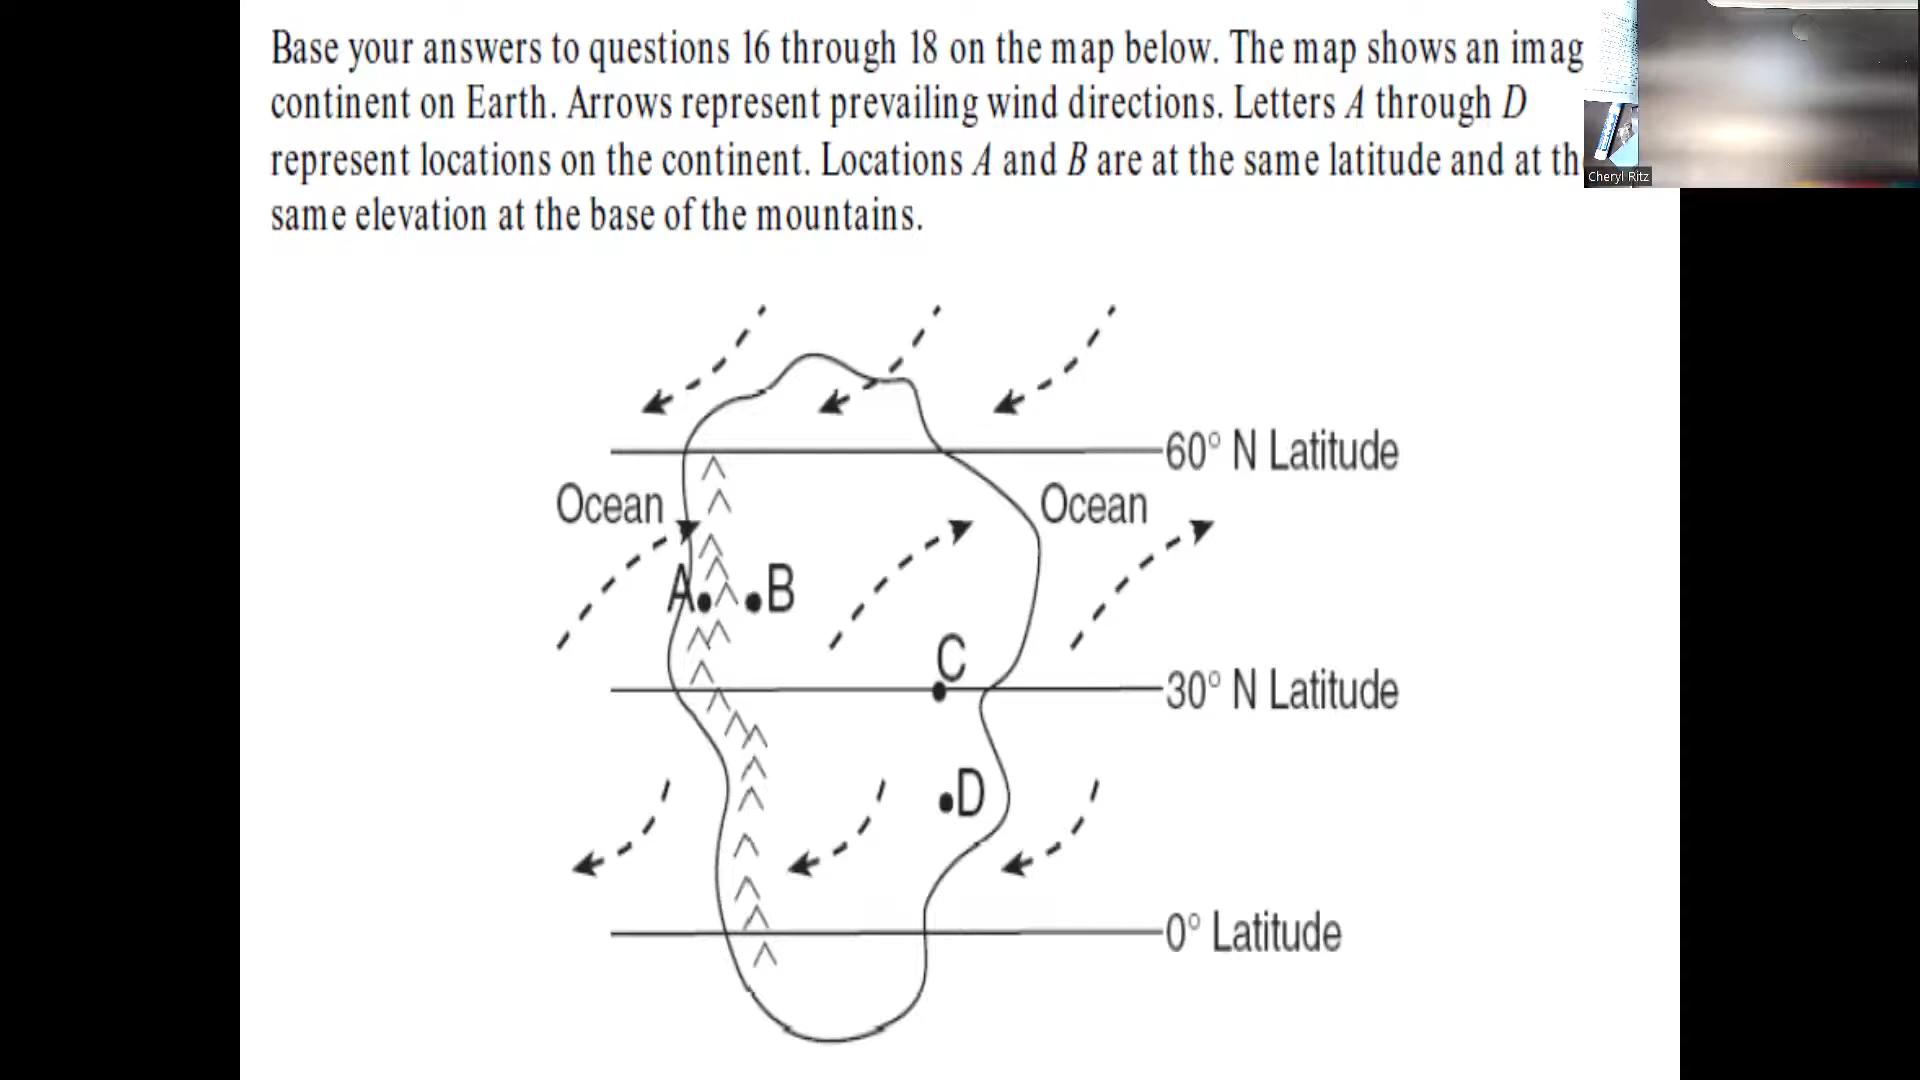 Base your answers to questions 16 through 18 on the map below. The map shows an imag
continent on Earth. Arrows represent prevailing wind directions. Letters A through D
represent locations on the continent. Locations A and B are at the same latitude and at th
same elevation at the base of the mountains.
Cheryl Ritz
60° N Latitude
Ocean
Ocean
A
B
C
30° N Latitude
D
0° Latitude